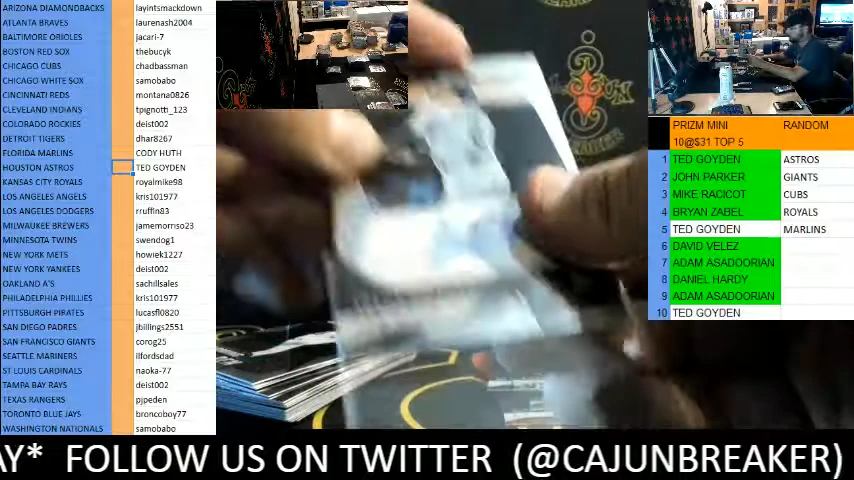 ARIZONA DIAMONDBACKS layintsmackdown
ATLANTA BRAVES laurenash2004
BALTIMORE ORIOLES jacari-7
BOSTON RED SOX thebucyk
CHICAGO CUBS chadbassman
CHICAGO WHITE SOX samobabo
CINCINNATI REDS montana0826
CLEVELAND INDIANS tpignotti_123
COLORADO ROCKIES deist002
DETROIT TIGERS dhar8267
FLORIDA MARLINS CODY HUTH
HOUSTON ASTROS TED GOYDEN
KANSAS CITY ROYALS royalmike98
LOS ANGELES ANGELS kris101977
LOS ANGELES DODGERS rruffin83
MILWAUKEE BREWERS jamemorriso23
MINNESOTA TWINS swendog1
NEW YORK METS howiek1227
NEW YORK YANKEES deist002
OAKLAND A'S sachillsales
PHILADELPHIA PHILLIES kris101977
PITTSBURGH PIRATES lucasfl0820
SAN DIEGO PADRES jbillings2551
SAN FRANCISCO GIANTS corog25
SEATTLE MARINERS ilfordsdad
ST LOUIS CARDINALS naoka-77
TAMPA BAY RAYS deist002
TEXAS RANGERS pjpeden
TORONTO BLUE JAYS broncoboy77
WASHINGTON NATIONALS samobabo
PRIZM MINI RANDOM
10@$31 TOP 5
1 TED GOYDEN ASTROS
2 JOHN PARKER GIANTS
3 MIKE RACICOT CUBS
4 BRYAN ZABEL ROYALS
5 TED GOYDEN MARLINS
6 DAVID VELEZ
7 ADAM ASADOORIAN
8 DANIEL HARDY
9 ADAM ASADOORIAN
10 TED GOYDEN
AY* FOLLOW US ON TWITTER (@CAJUNBREAKER)